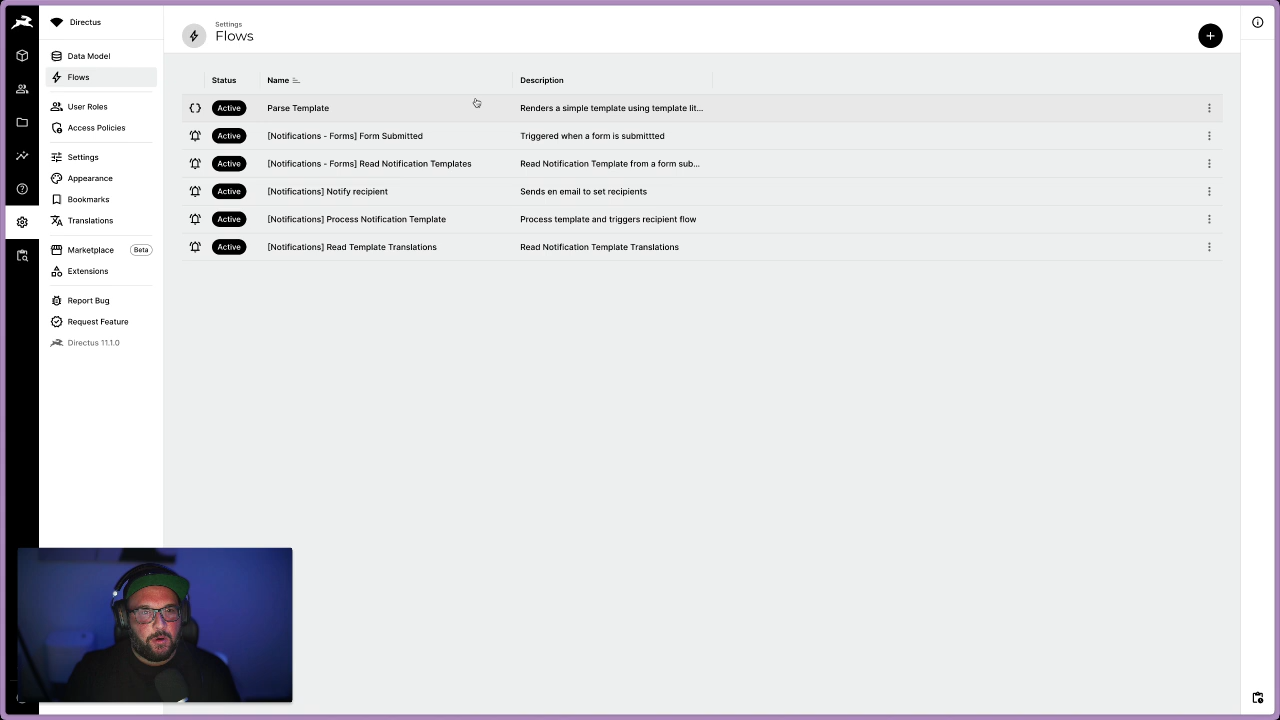 Directus
Data Model
Flows
User Roles
Access Policies
Settings
Appearance
Bookmarks
Translations
Marketplace Beta
Extensions
Report Bug
Request Feature
Directus 11.1.0
Settings
Flows
Status Name Description
Active Parse Template Renders a simple template using template lit...
Active [Notifications - Forms] Form Submitted Triggered when a form is submittted
Active [Notifications - Forms] Read Notification Templates Read Notification Template from a form sub...
Active [Notifications] Notify recipient Sends en email to set recipients
Active [Notifications] Process Notification Template Process template and triggers recipient flow
Active [Notifications] Read Template Translations Read Notification Template Translations